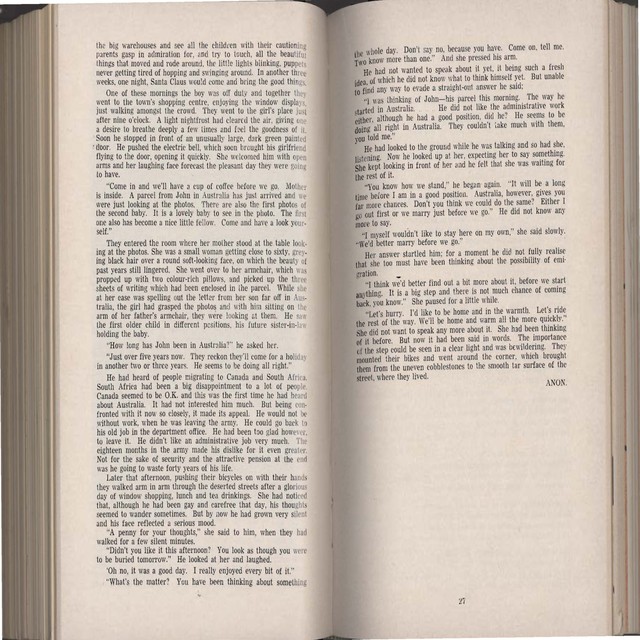 the big warehouses and see all the children with their cautioning
parents gasp in admiration for, and try to touch, all the beautiful
things that moved and rode around, the little lights blinking, puppets
never getting tired of hopping and swinging around. In another three
weeks, one night, Santa Claus would come and bring the good things.
One of these mornings the boy was off duty and together they
went to the town's shopping centre, enjoying the window displays,
just walking amongst the crowd. They went to the girl's place just
after nine o'clock. A light nightfrost had cleared the air, giving one
a desire to breathe deeply a few times and feel the goodness of it.
Soon he stopped in front of an unusually large, dark green painted
door. He pushed the electric bell, which soon brought his girlfriend
flying to the door, opening it quickly. She welcomed him with open
arms and her laughing face forecast the pleasant day they were going
to have.
"Come in and we'll have a cup of coffee before we go. Mother
is inside. A parcel from John in Australia has just arrived and we
were just looking at the photos. There are also the first photos of
the second baby. It is a lovely baby to see in the photo. The first
one also has become a nice little fellow. Come and have a look your-
self."
They entered the room where her mother stood at the table look-
ing at the photos. She was a small woman getting close to sixty, grey-
ing black hair over a round soft-looking face, on which the beauty of
past years still lingered. She went over to her armchair, which was
propped up with two colour-rich pillows, and picked up the three
sheets of writing which had been enclosed in the parcel. While she
at her case was spelling out the letter from her son far off in Aus-
tralia, the girl had grasped the photos and with him sitting on the
arm of her father's armchair, they were looking at them. He now
the first older child in different positions, his future sister-in-law
holding the baby.
"How long has John been in Australia?" he asked her.
"Just over five years now. They reckon they'll come for a holiday
in another two or three years. He seems to be doing all right."
He had heard of people migrating to Canada and South Africa.
South Africa had been a big disappointment to a lot of people.
Canada seemed to be O.K. and this was the first time he had heard
about Australia. It had not interested him much. But being con-
fronted with it now so closely, it made its appeal. He would not be
without work, when he was leaving the army. He could go back to
his old job in the department office. He had been too glad however,
to leave it. He didn't like an administrative job very much. The
eighteen months in the army made his dislike for it even greater.
Not for the sake of security and the attractive pension at the end
was he going to waste forty years of his life.
Later that afternoon, pushing their bicycles on with their hands
they walked arm in arm through the deserted streets after a glorious
day of window shopping, lunch and tea drinkings. She had noticed
that, although he had been gay and carefree that day, his thoughts
seemed to wander sometimes. But by now he had grown very silent
and his face reflected a serious mood.
"A penny for your thoughts," she said to him, when they had
walked for a few silent minutes.
"Didn't you like it this afternoon? You look as though you were
to be buried tomorrow." He looked at her and laughed.
'Oh no, it was a good day. I really enjoyed every bit of it."
"What's the matter? You have been thinking about something
the whole day. Don't say no, because you have. Come on, tell me.
Two know more than one." And she pressed his arm.
He had not wanted to speak about it yet, it being such a fresh
idea, of which he did not know what to think himself yet. But unable
to find any way to evade a straight-out answer he said;
"I was thinking of John—his parcel this morning. The way he
started in Australia. He did not like the administrative work
either, although he had a good position, did he? He seems to be
doing all right in Australia. They couldn't take much with them,
you told me."
He had looked to the ground while he was talking and so had she,
listening. Now he looked up at her, expecting her to say something.
She kept looking in front of her and he felt that she was waiting for
the rest of it.
"You know how we stand," he began again. "It will be a long
time before I am in a good position. Australia, however, gives you
far more chances. Don't you think we could do the same? Either I
go out first or we marry just before we go." He did not know any
more to say.
"I myself wouldn't like to stay here on my own," she said slowly.
"We'd better marry before we go."
Her answer startled him; for a moment he did not fully realise
that she too must have been thinking about the possibility of emi-
gration.
"I think we'd better find out a bit more about it, before we start
anything. It is a big step and there is not much chance of coming
back, you know." She paused for a little while.
"Let's hurry. I'd like to be home and in the warmth. Let's ride
the rest of the way. We'll be home and warm all the more quickly."
She did not want to speak any more about it. She had been thinking
of it before. But now it had been said in words. The importance
of the step could be seen in a clear light and was bewildering. They
mounted their bikes and went around the corner, which brought
them from the uneven cobblestones to the smooth tar surface of the
street, where they lived.
ANON.
27